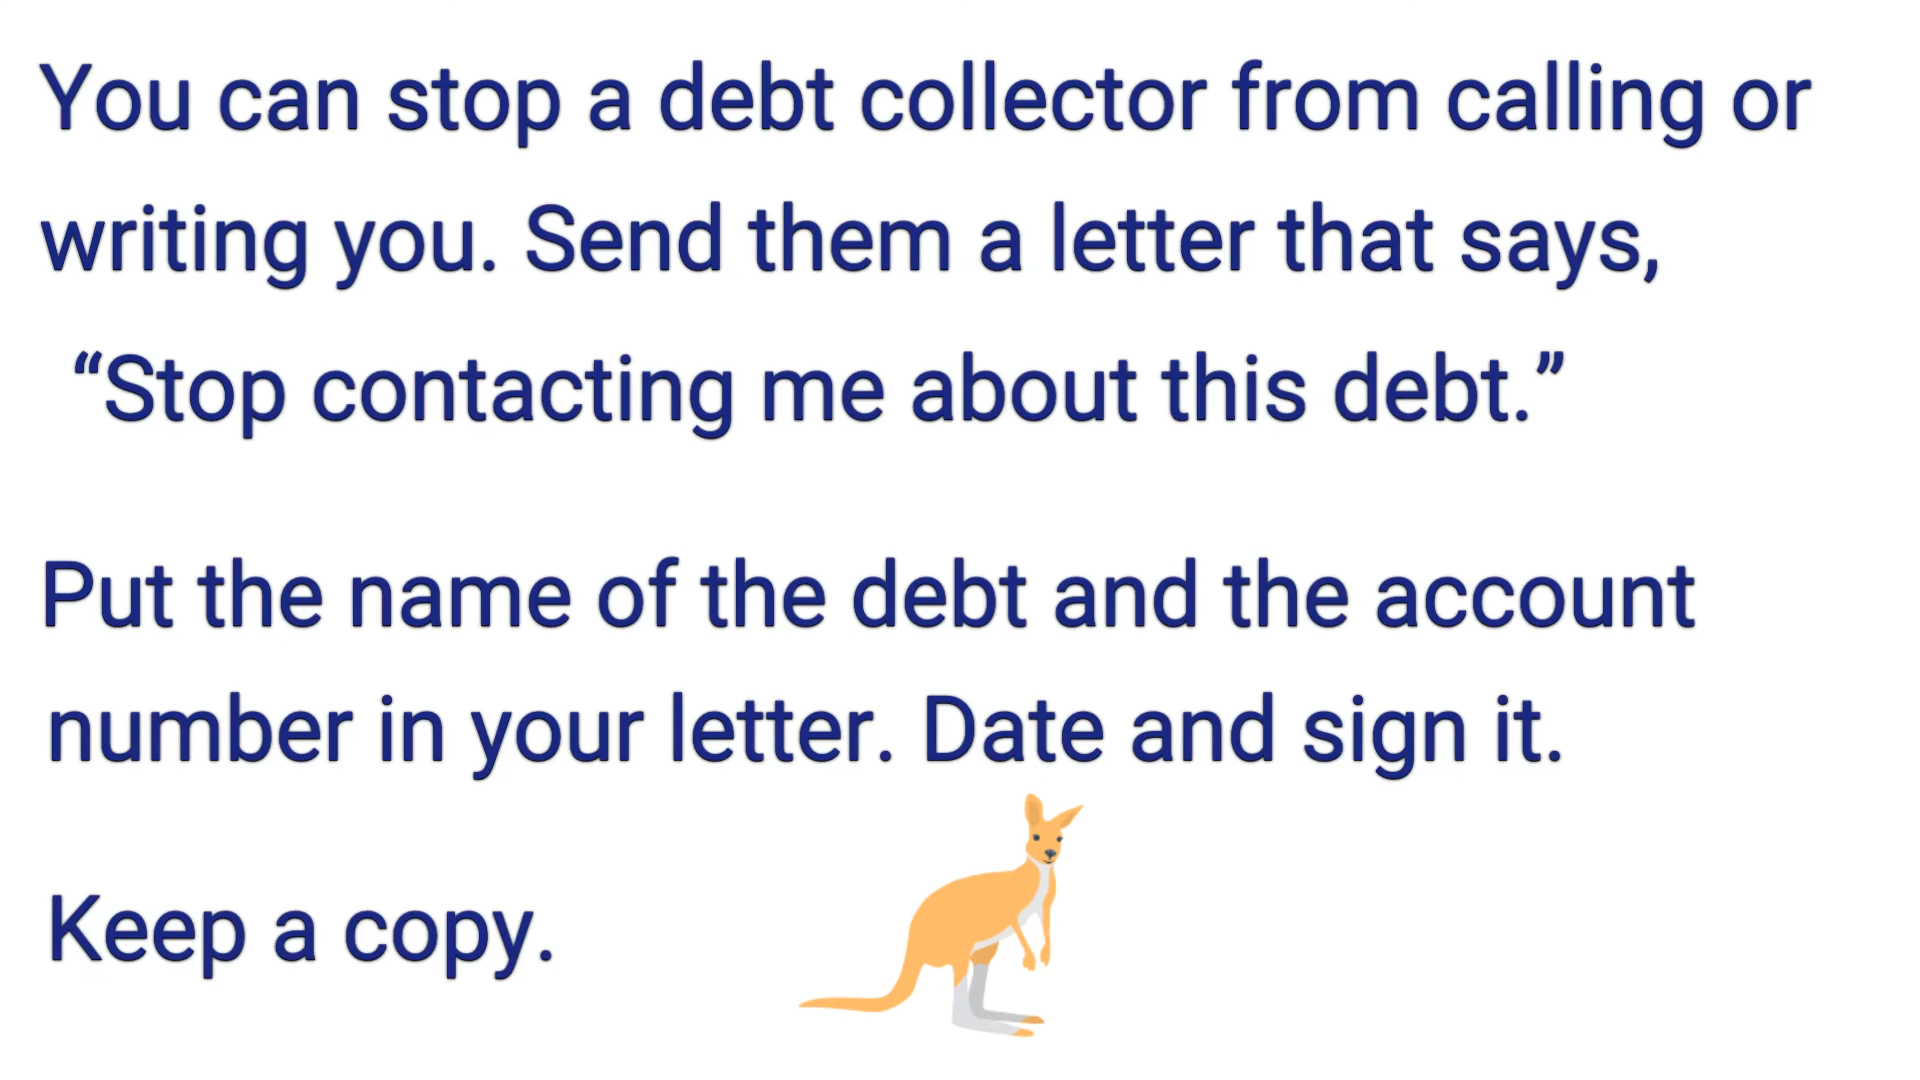 You can stop a debt collector from calling or
writing you. Send them a letter that says,
“Stop contacting me about this debt.”
Put the name of the debt and the account
number in your letter. Date and sign it.
Keep a copy.